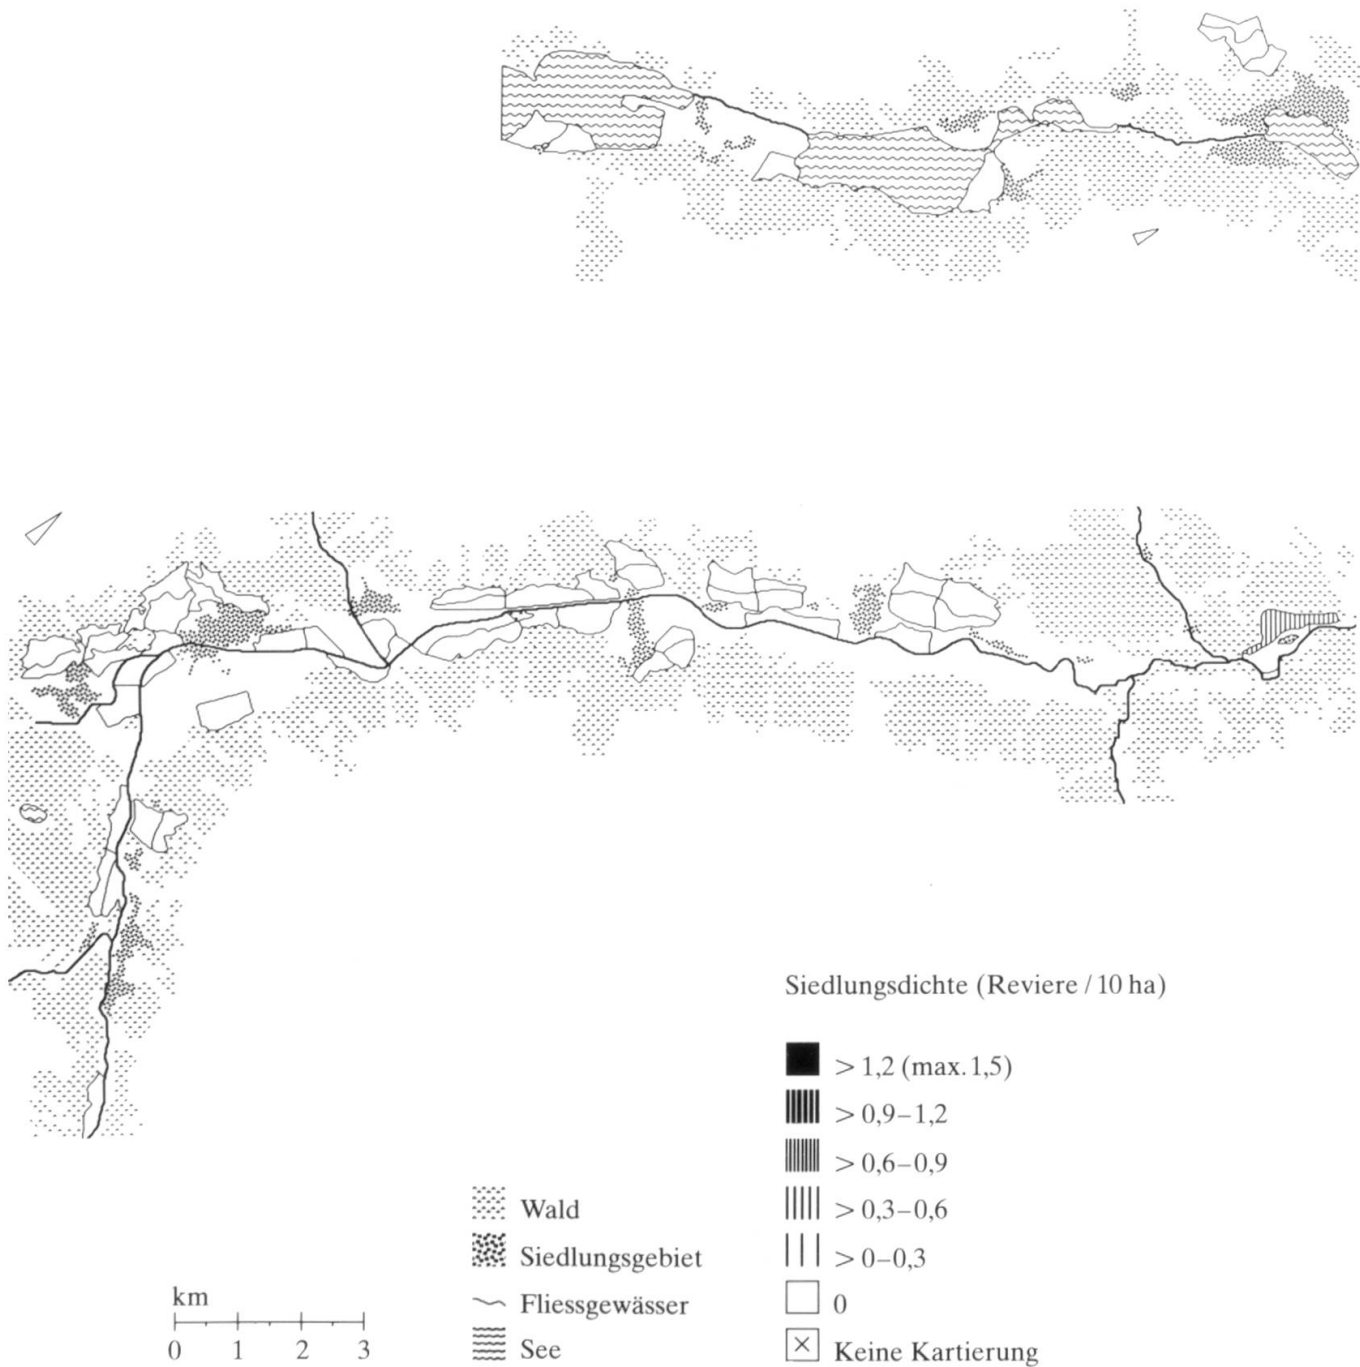 Siedlungsdichte (Reviere / 10 ha)
> 1,2 (max. 1,5)
> 0,9–1,2
> 0,6–0,9
> 0,3–0,6
> 0–0,3
0
Keine Kartierung
Wald
Siedlungsgebiet
Fliessgewässer
See
km
0 1 2 3